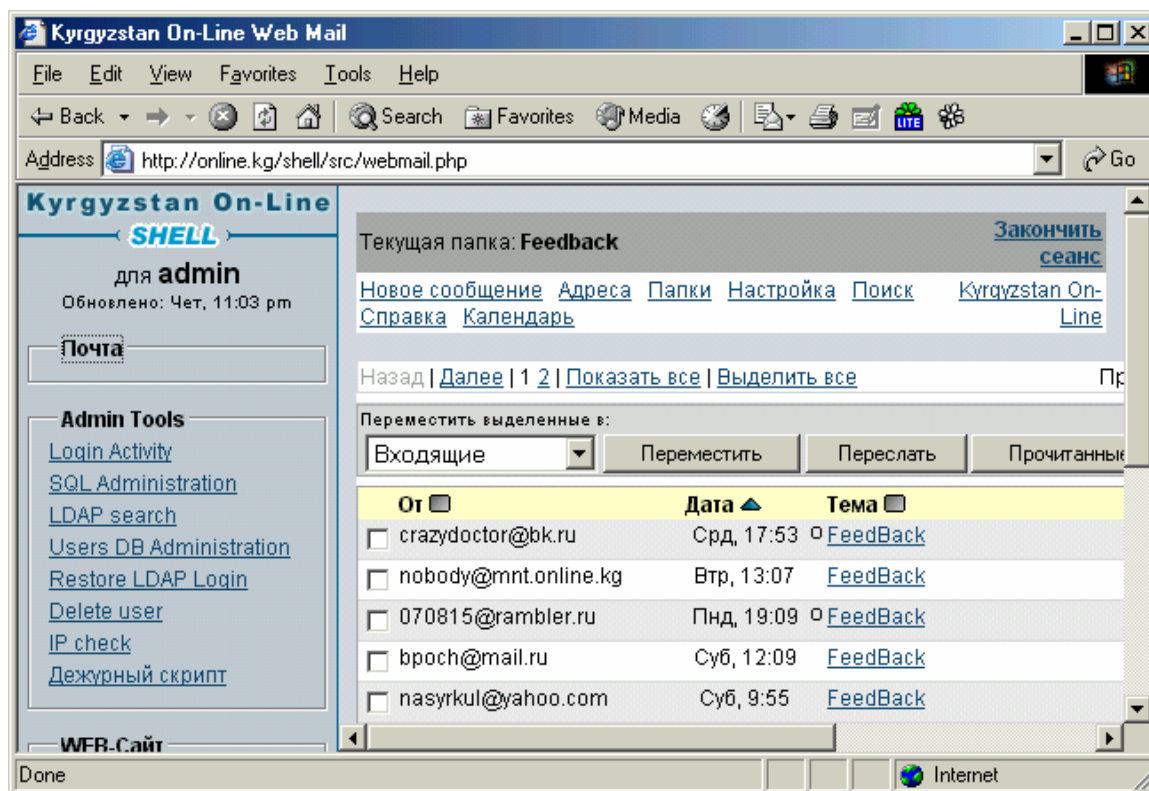 Kyrgyzstan On-Line Web Mail
File Edit View Favorites Tools Help
Back Search Favorites Media LITE
Address http://online.kg/shell/src/webmail.php Go
Kyrgyzstan On-Line
SHELL
для admin
Обновлено: Чет, 11:03 pm
Почта
Admin Tools
Login Activity
SQL Administration
LDAP search
Users DB Administration
Restore LDAP Login
Delete user
IP check
Дежурный скрипт
WEB-Сайт
Текущая папка: Feedback
Закончить
сеанс
Новое сообщение Адреса Папки Настройка Поиск
Справка Календарь
Kyrgyzstan On-
Line
Назад | Далее | 1 2 | Показать все | Выделить все Пр
Переместить выделенные в:
Входящие Переместить Переслать Прочитанные
От Дата Тема
crazydoctor@bk.ru Срд, 17:53 FeedBack
nobody@mnt.online.kg Втр, 13:07 FeedBack
070815@rambler.ru Пнд, 19:09 FeedBack
bpoch@mail.ru Суб, 12:09 FeedBack
nasyrkul@yahoo.com Суб, 9:55 FeedBack
Done Internet